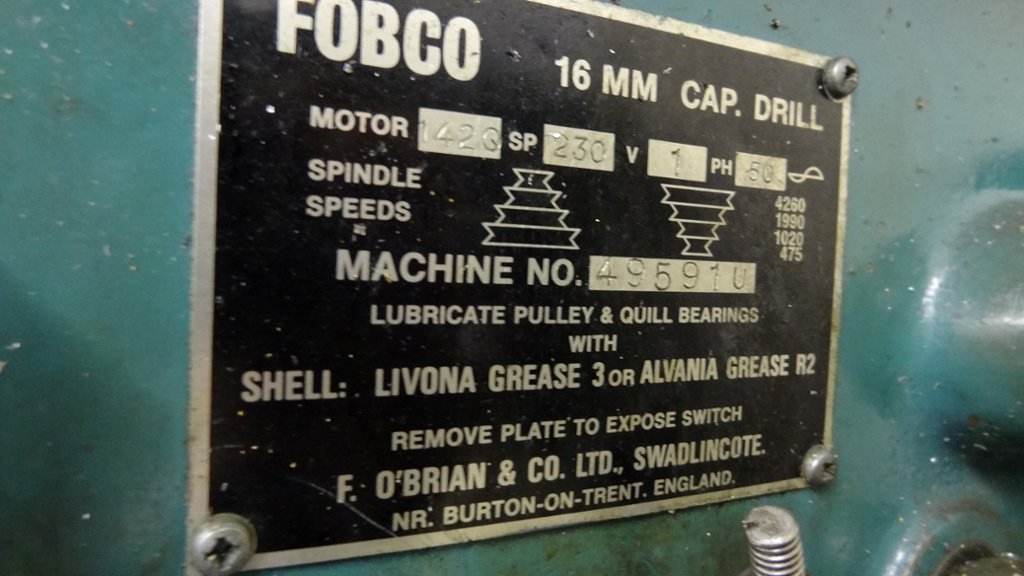 FOBCO
16 MM CAP. DRILL
MOTOR 1420 SP 230 V 1 PH 50
SPINDLE
SPEEDS
4260
1990
1020
475
MACHINE NO. 49591U
LUBRICATE PULLEY & QUILL BEARINGS
WITH
SHELL: LIVONA GREASE 3 OR ALVANIA GREASE R2
REMOVE PLATE TO EXPOSE SWITCH
F. O'BRIAN & CO. LTD., SWADLINCOTE.
NR. BURTON-ON-TRENT. ENGLAND.